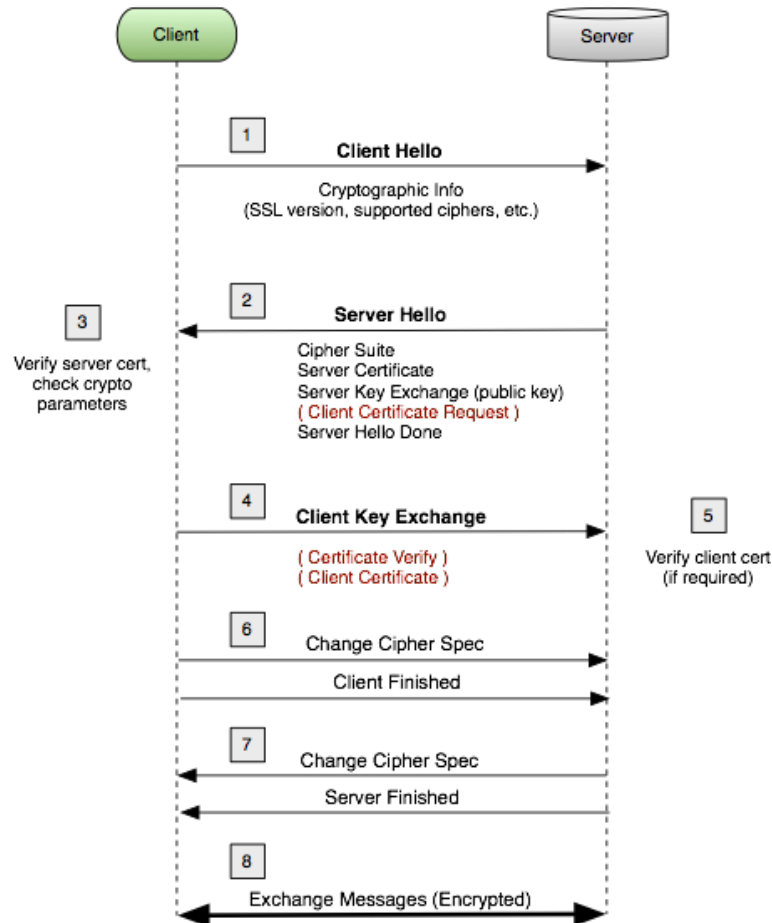 Client
Server
1
Client Hello
Cryptographic Info
(SSL version, supported ciphers, etc.)
2
Server Hello
3
Verify server cert,
check crypto
parameters
Cipher Suite
Server Certificate
Server Key Exchange (public key)
( Client Certificate Request )
Server Hello Done
4
Client Key Exchange
( Certificate Verify )
( Client Certificate )
5
Verify client cert
(if required)
6
Change Cipher Spec
Client Finished
7
Change Cipher Spec
Server Finished
8
Exchange Messages (Encrypted)